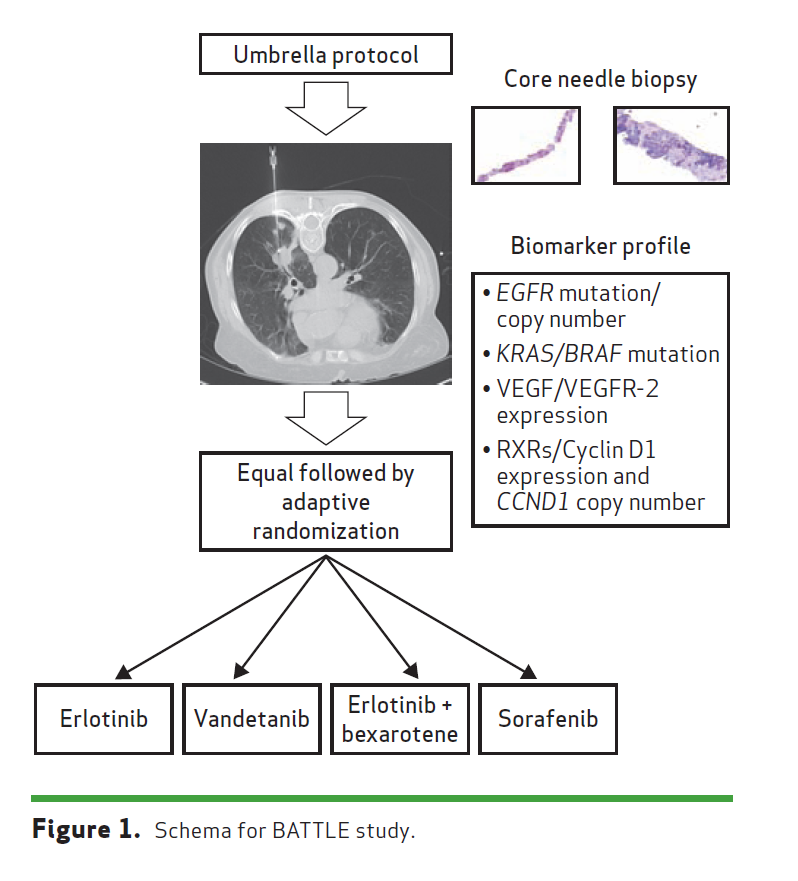 Umbrella protocol
Core needle biopsy
Biomarker profile
• EGFR mutation/
copy number
• KRAS/BRAF mutation
• VEGF/VEGFR-2
expression
• RXRs/Cyclin D1
expression and
CCND1 copy number
Equal followed by
adaptive
randomization
Erlotinib
Vandetanib
Erlotinib +
bexarotene
Sorafenib
Figure 1. Schema for BATTLE study.